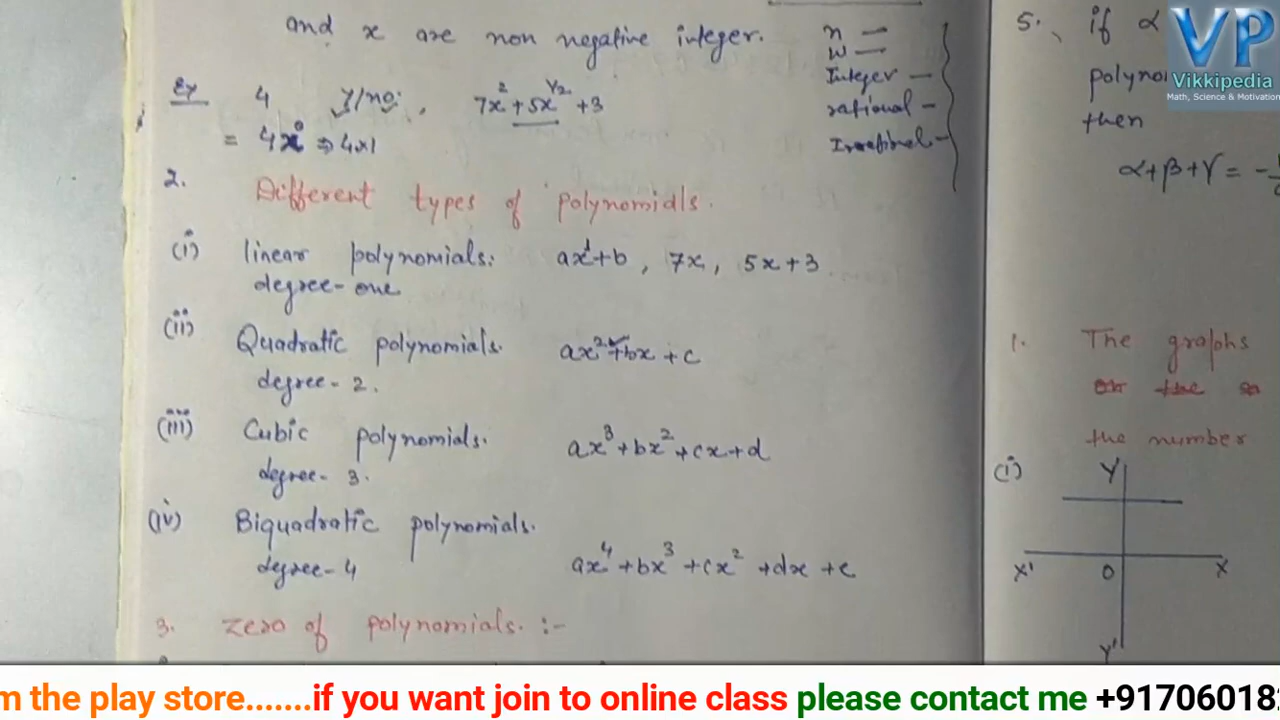 and x are non negative integer.
Ex 4 y/no. , 7x² + 5x^1/2 + 3
= 4x⁰ ⇒ 4×1
n —
W —
Integer —
rational —
2. Different types of polynomials.
(i) linear polynomials: ax¹+b , 7x, 5x+3
degree-one
(ii) Quadratic polynomials. ax²+bx+c
degree-2.
(iii) Cubic polynomials. ax³+bx²+cx+d
degree-3.
(iv) Biquadratic polynomials.
degree-4 ax⁴+bx³+cx²+dx+e
3. Zero of polynomials. :-
5. if α
then
α+β+γ = -
1. The graphs
the number
(i) Y'
X' O X
Y'
VP
Vikkipedia
Math, Science & Motivation
m the play store.......if you want join to online class please contact me +917060182